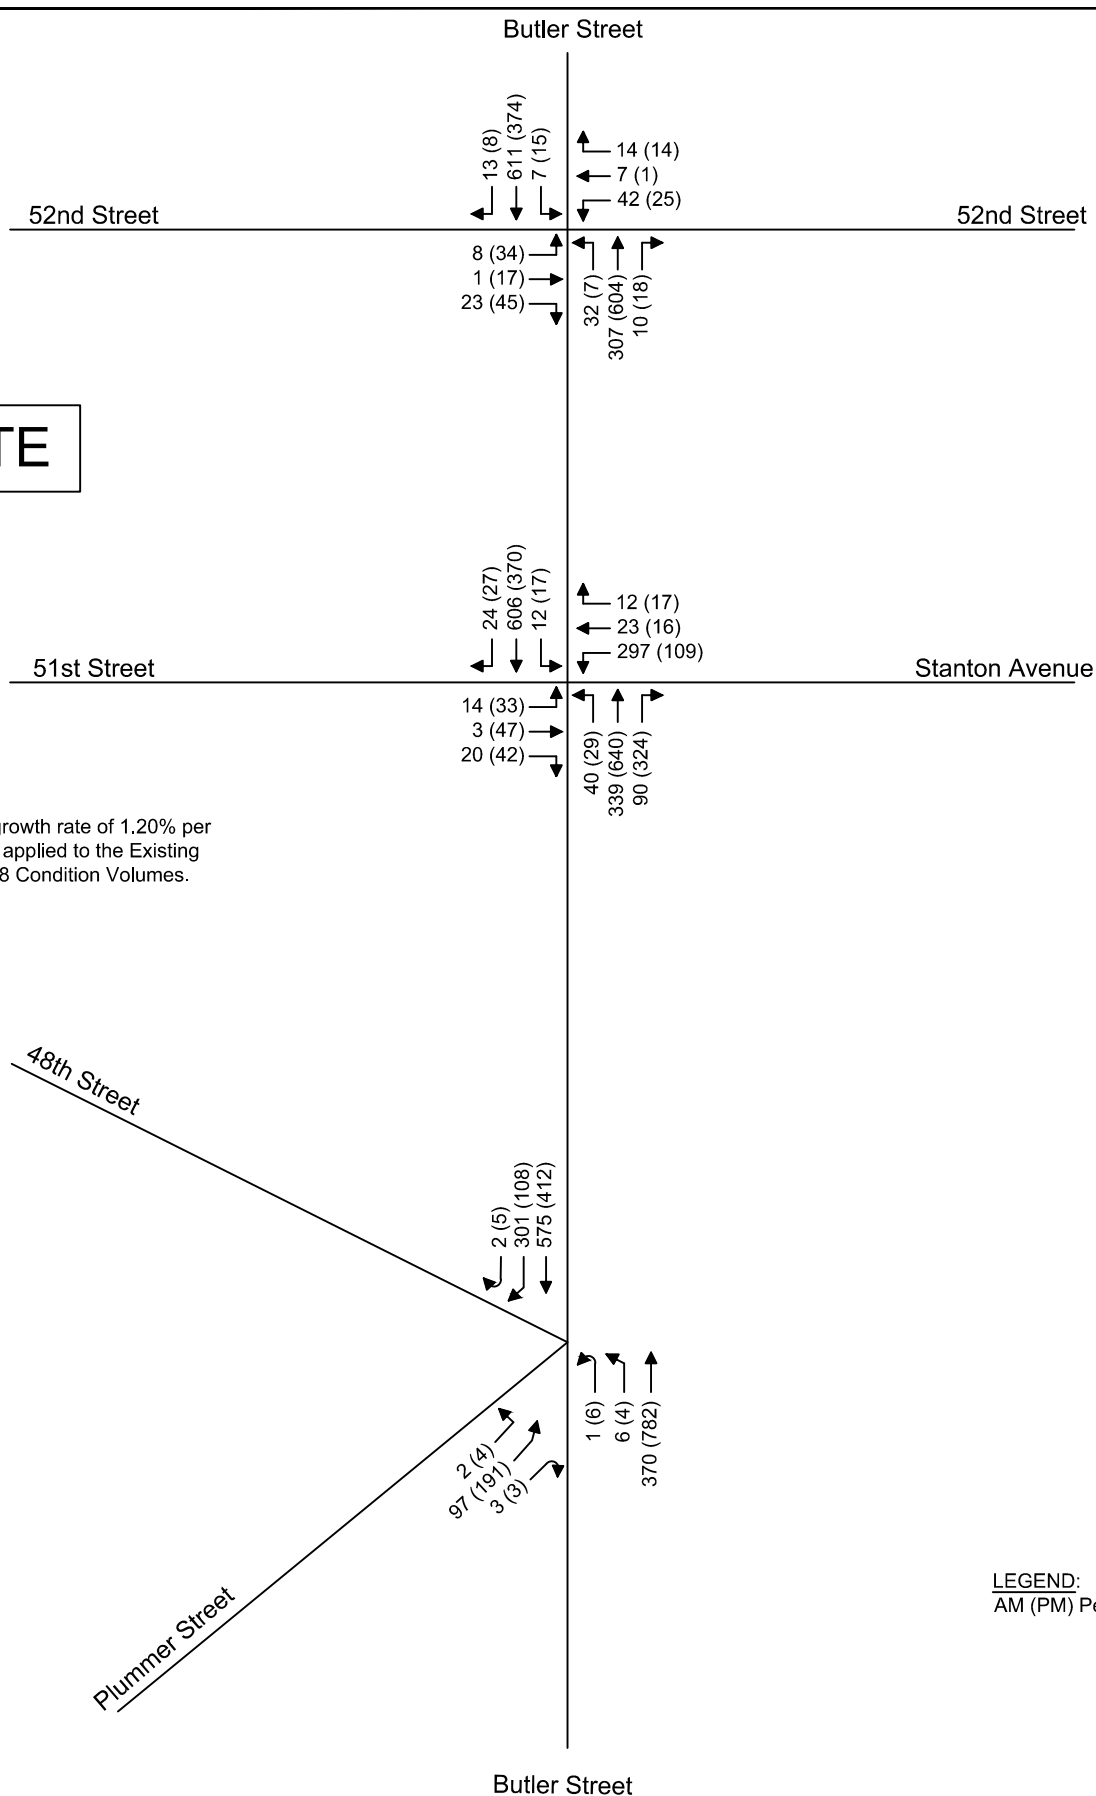 Butler Street
13 (8)
611 (374)
7 (15)
14 (14)
7 (1)
42 (25)
52nd Street
52nd Street
8 (34)
1 (17)
23 (45)
32 (7)
307 (604)
10 (18)
TE
24 (27)
606 (370)
12 (17)
12 (17)
23 (16)
297 (109)
51st Street
Stanton Avenue
14 (33)
3 (47)
20 (42)
40 (29)
339 (640)
90 (324)
growth rate of 1.20% per
applied to the Existing
8 Condition Volumes.
48th Street
2 (5)
301 (108)
575 (412)
1 (6)
6 (4)
370 (782)
2 (4)
97 (191)
3 (3)
Plummer Street
LEGEND:
AM (PM)
Butler Street